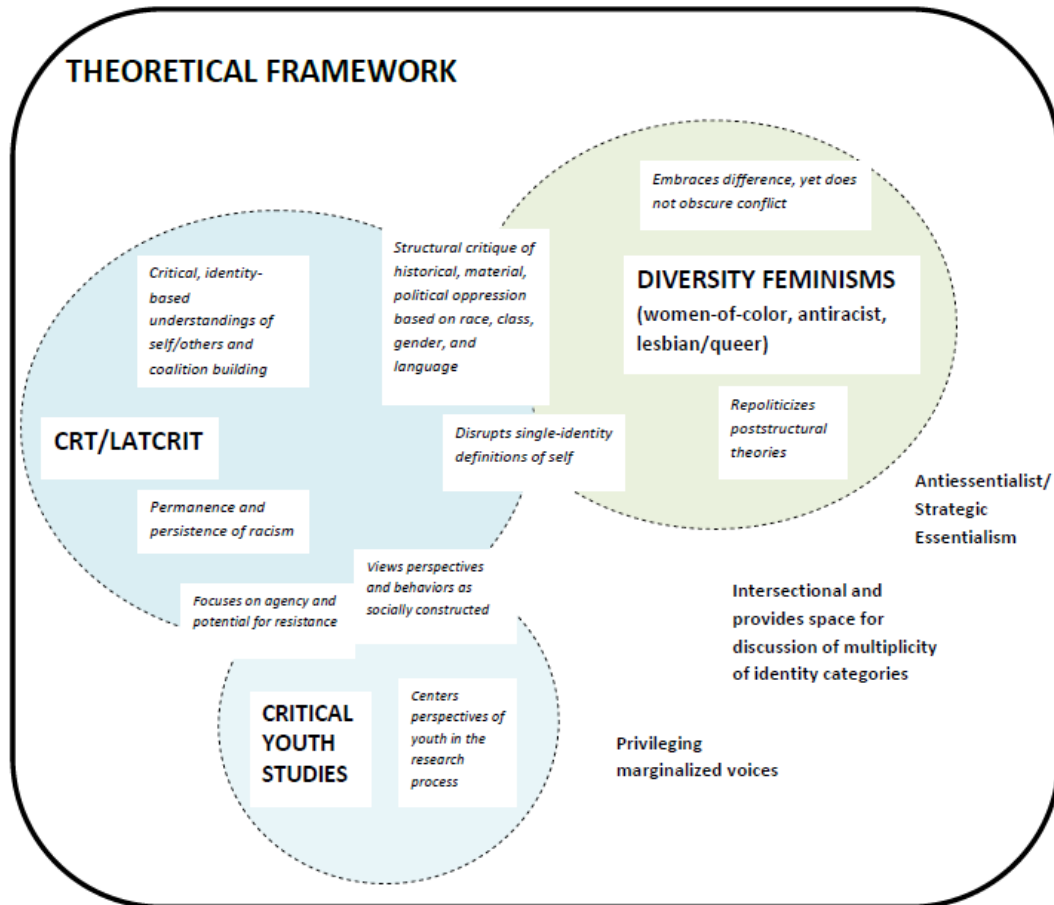 THEORETICAL FRAMEWORK
Embraces difference, yet does
not obscure conflict
Structural critique of
historical, material,
political oppression
based on race, class,
gender, and
language
Critical, identity-
based
understandings of
self/others and
coalition building
DIVERSITY FEMINISMS
(women-of-color, antiracist,
lesbian/queer)
Repoliticizes
poststructural
theories
CRT/LATCRIT
Disrupts single-identity
definitions of self
Antiessentialist/
Strategic
Essentialism
Permanence and
persistence of racism
Views perspectives
and behaviors as
socially constructed
Focuses on agency and
potential for resistance
Intersectional and
provides space for
discussion of multiplicity
of identity categories
CRITICAL
YOUTH
STUDIES
Centers
perspectives of
youth in the
research
process
Privileging
marginalized voices